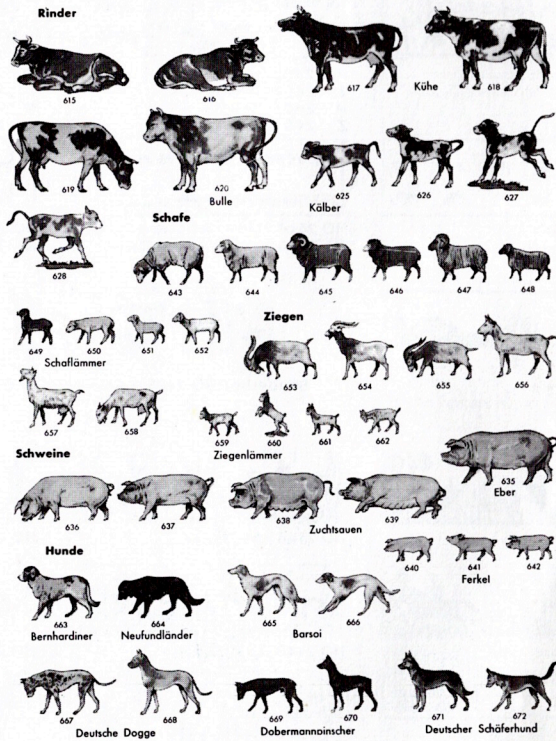 Rinder
615 616 617 Kühe 618
619 620 Bulle 625 626 627
Kälber
628
Schafe
643 644 645 646 647 648
649 650 651 652
Schaflämmer
Ziegen
653 654 655 656
657 658 659 660 661 662
Ziegenlämmer
Schweine
635
Eber
636 637 638 639
Zuchtsauen
640 641 642
Ferkel
Hunde
663 664 665 666
Bernhardiner Neufundländer Barsoi
667 668 669 670 671 672
Deutsche Dogge Dobermannpinscher Deutscher Schäferhund